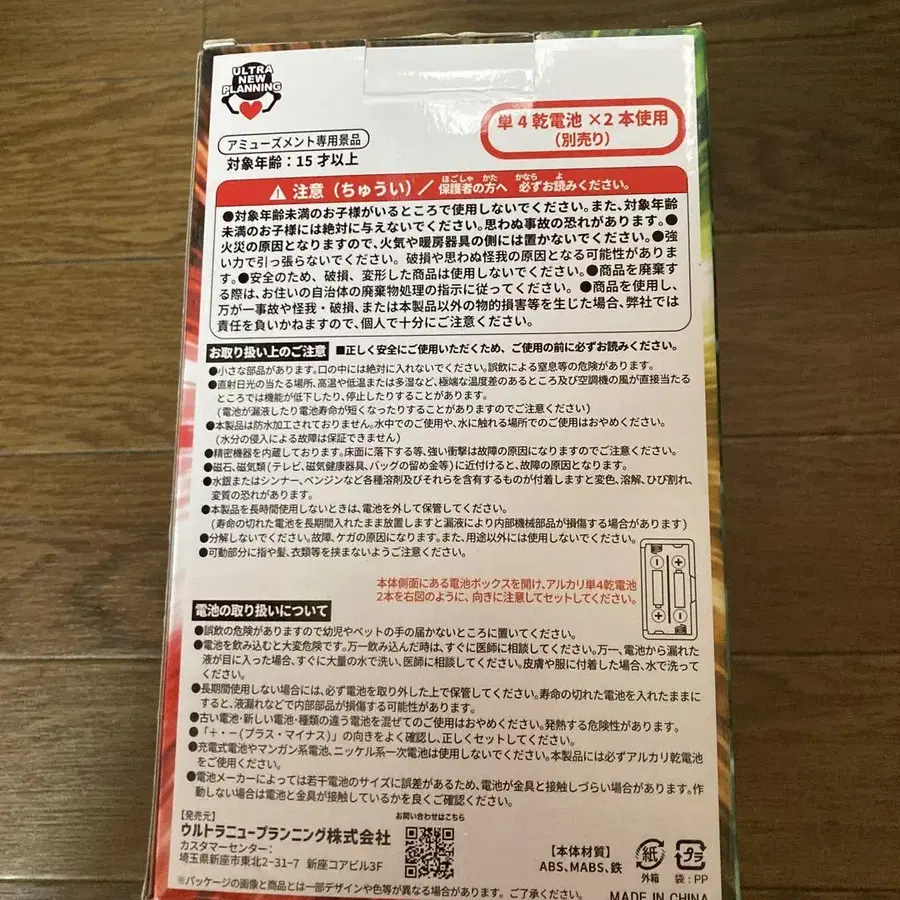 ULTRA
NEW
PLANNING
アミューズメント専用景品
対象年齢：15才以上
単4乾電池×2本使用
（別売り）
注意（ちゅうい）／保護者の方へ 必ずお読みください。
ほごしゃ かた かなら よ
●対象年齢未満のお子様がいるところで使用しないでください。また、対象年齢
未満のお子様には絶対に与えないでください。思わぬ事故の恐れがあります。●
火災の原因となりますので、火気や暖房器具の側には置かないでください。●強
い力で引っ張らないでください。破損や思わぬ怪我の原因となる可能性がありま
す。●安全のため、破損、変形した商品は使用しないでください。●商品を廃棄す
る際は、お住いの自治体の廃棄物処理の指示に従ってください。●商品を使用し、
万が一事故や怪我・破損、または本製品以外の物的損害等を生じた場合、弊社では
責任を負いかねますので、個人で十分にご注意ください。
お取り扱い上のご注意 ■正しく安全にご使用いただくため、ご使用の前に必ずお読みください。
●小さな部品があります。口の中には絶対に入れないでください。誤飲による窒息等の危険があります。
●直射日光の当たる場所、高温や低温または多湿など、極端な温度差のあるところ及び空調機の風が直接当たる
ところでは機能が低下したり、停止したりすることがあります。
（電池が漏液したり電池寿命が短くなったりすることがありますのでご注意ください）
●本製品は防水加工されておりません。水中でのご使用や、水に触れる場所でのご使用はおやめください。
（水分の侵入による故障は保証できません）
●精密機器を内蔵しております。床面に落下する等、強い衝撃は故障の原因になりますのでご注意ください。
●磁石、磁気類（テレビ、磁気健康器具、バッグの留め金等）に近付けると、故障の原因となります。
●水銀またはシンナー、ベンジンなど各種溶剤及びそれらを含有するものが付着しますと変色、溶解、ひび割れ、
変質の恐れがあります。
●本製品を長時間使用しないときは、電池を外して保管してください。
（寿命の切れた電池を長期間入れたまま放置しますと漏液により内部機械部品が損傷する場合があります）
●分解しないでください。故障、ケガの原因になります。また、用途以外には使用しないでください。
●可動部分に指や髪、衣類等を挟まないようご注意ください。
本体側面にある電池ボックスを開け、アルカリ単4乾電池
2本を右図のように、向きに注意してセットしてください。
電池の取り扱いについて
●誤飲の危険がありますので幼児やペットの手の届かないところに置いてください。
●電池を飲み込むと大変危険です。万一飲み込んだ時は、すぐに医師に相談してください。万一、電池から漏れた
液が目に入った場合、すぐに大量の水で洗い、医師に相談してください。皮膚や服に付着した場合、水で洗って
ください。
●長期間使用しない場合には、必ず電池を取り外した上で保管してください。寿命の切れた電池を入れたままに
すると、液漏れなどで内部部品が損傷する可能性があります。
●古い電池・新しい電池・種類の違う電池を混ぜてのご使用はおやめください。発熱する危険性があります。
●「＋・－（プラス・マイナス）」の向きをよく確認し、正しくセットしてください。
●充電式電池やマンガン系電池、ニッケル系一次電池は使用しないでください。本製品には必ずアルカリ乾電池
をご使用ください。
●電池メーカーによっては若干電池のサイズに誤差があるため、電池が金具と接触しづらい場合があります。作
動しない場合は電池と金具が接触しているかを良くご確認ください。
【発売元】
ウルトラニュープランニング株式会社
カスタマーセンター：
埼玉県新座市東北2-31-7 新座コアビル3F
お問い合わせはこちら
【本体材質】
ABS、MABS、鉄
紙
外箱
プラ
袋：PP
※パッケージの画像と商品とは一部デザインや色等が異なる場合があります。ご了承ください。
MADE IN CHINA